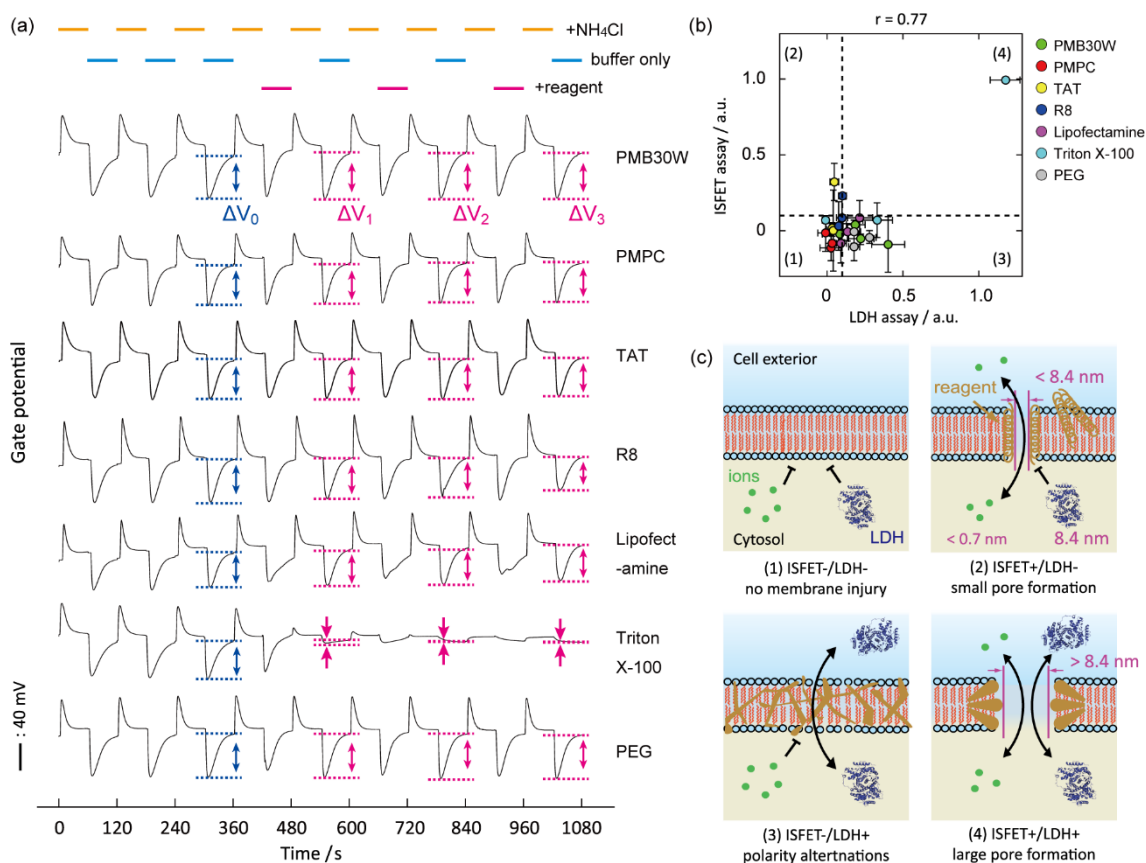 (a)
+NH₄Cl
buffer only
+reagent
PMB30W
ΔV₀
ΔV₁
ΔV₂
ΔV₃
PMPC
TAT
R8
Lipofect
-amine
Triton
X-100
PEG
Gate potential
: 40 mV
0 120 240 360 480 600 720 840 960 1080
Time /s
(b)
r = 0.77
(2)
(4)
(1)
(3)
1.0
0.5
0
0 0.5 1.0
ISFET assay / a.u.
LDH assay / a.u.
PMB30W
PMPC
TAT
R8
Lipofectamine
Triton X-100
PEG
(c)
Cell exterior
ions
Cytosol
LDH
(1) ISFET-/LDH-
no membrane injury
reagent
< 8.4 nm
< 0.7 nm
8.4 nm
(2) ISFET+/LDH-
small pore formation
(3) ISFET-/LDH+
polarity altertnations
> 8.4 nm
(4) ISFET+/LDH+
large pore formation